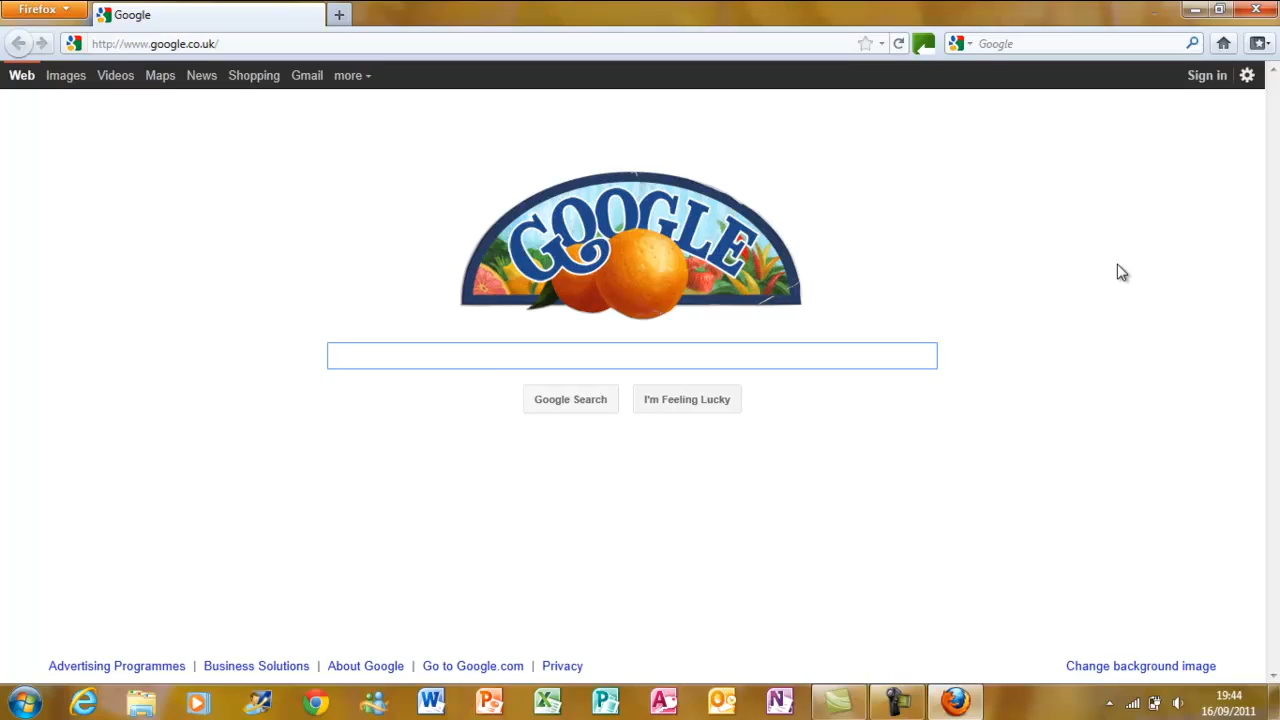 Firefox
Google
http://www.google.co.uk/
Google
Web Images Videos Maps News Shopping Gmail more
Sign in
GOOGLE
Google Search
I'm Feeling Lucky
Advertising Programmes | Business Solutions | About Google | Go to Google.com | Privacy
Change background image
19:44
16/09/2011